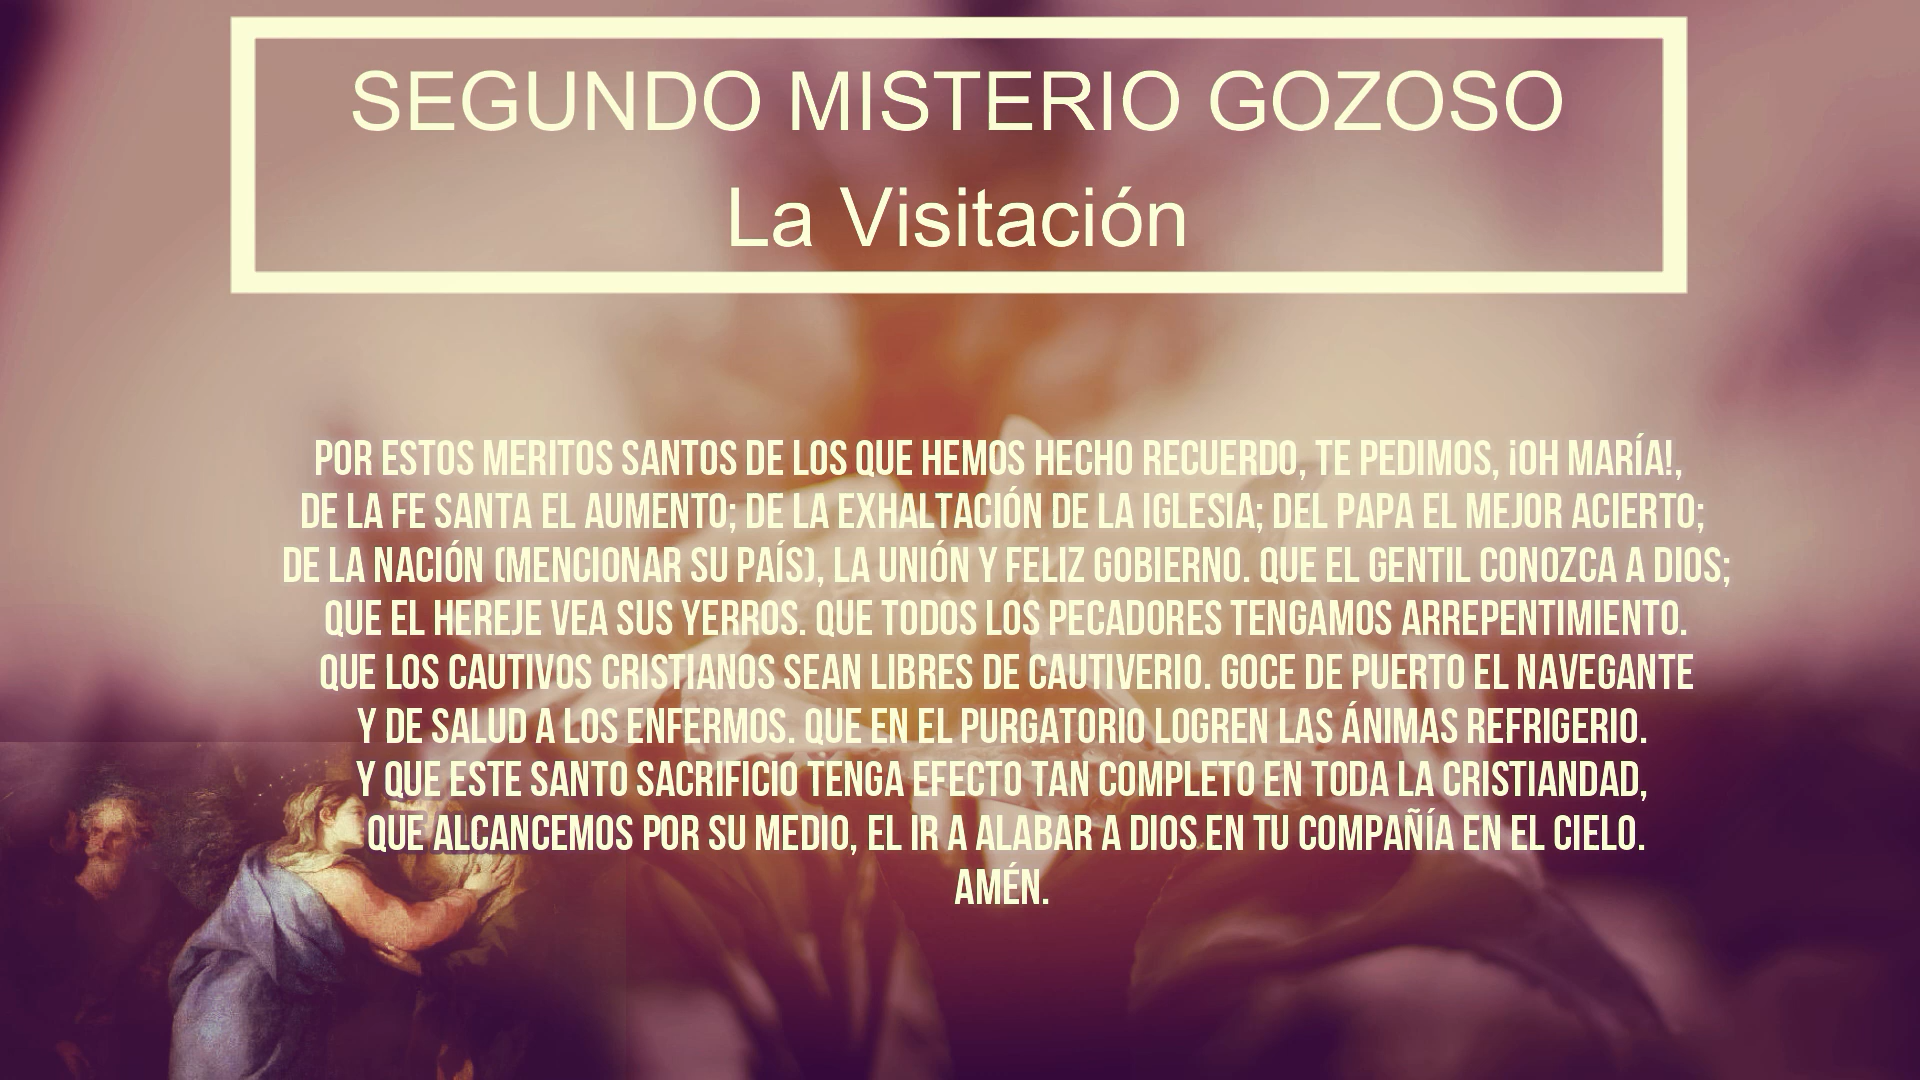 SEGUNDO MISTERIO GOZOSO
La Visitación
POR ESTOS MERITOS SANTOS DE LOS QUE HEMOS HECHO RECUERDO, TE PEDIMOS, ¡OH MARÍA!,
DE LA FE SANTA EL AUMENTO; DE LA EXHALTACIÓN DE LA IGLESIA; DEL PAPA EL MEJOR ACIERTO;
DE LA NACIÓN (MENCIONAR SU PAÍS), LA UNIÓN Y FELIZ GOBIERNO. QUE EL GENTIL CONOZCA A DIOS;
QUE EL HEREJE VEA SUS YERROS. QUE TODOS LOS PECADORES TENGAMOS ARREPENTIMIENTO.
QUE LOS CAUTIVOS CRISTIANOS SEAN LIBRES DE CAUTIVERIO. GOCE DE PUERTO EL NAVEGANTE
Y DE SALUD A LOS ENFERMOS. QUE EN EL PURGATORIO LOGREN LAS ÁNIMAS REFRIGERIO.
Y QUE ESTE SANTO SACRIFICIO TENGA EFECTO TAN COMPLETO EN TODA LA CRISTIANDAD,
QUE ALCANCEMOS POR SU MEDIO, EL IR A ALABAR A DIOS EN TU COMPAÑÍA EN EL CIELO.
AMÉN.